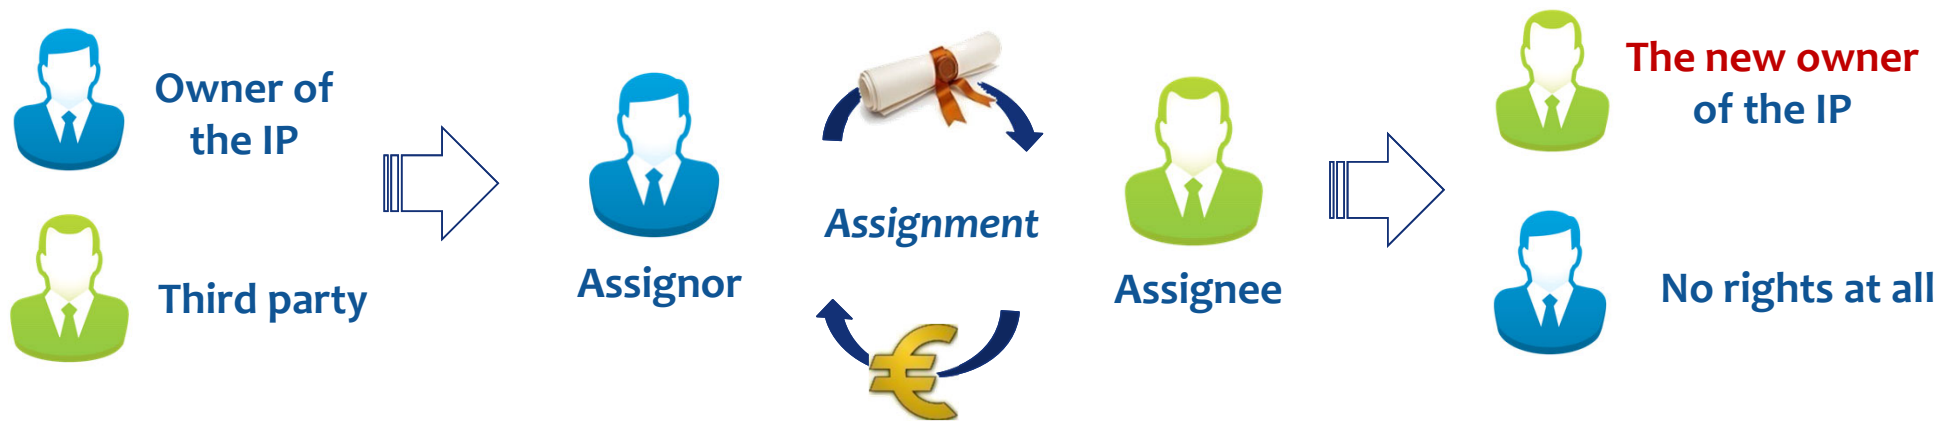 Owner of
the IP
Third party
Assignor
Assignment
Assignee
The new owner
of the IP
No rights at all